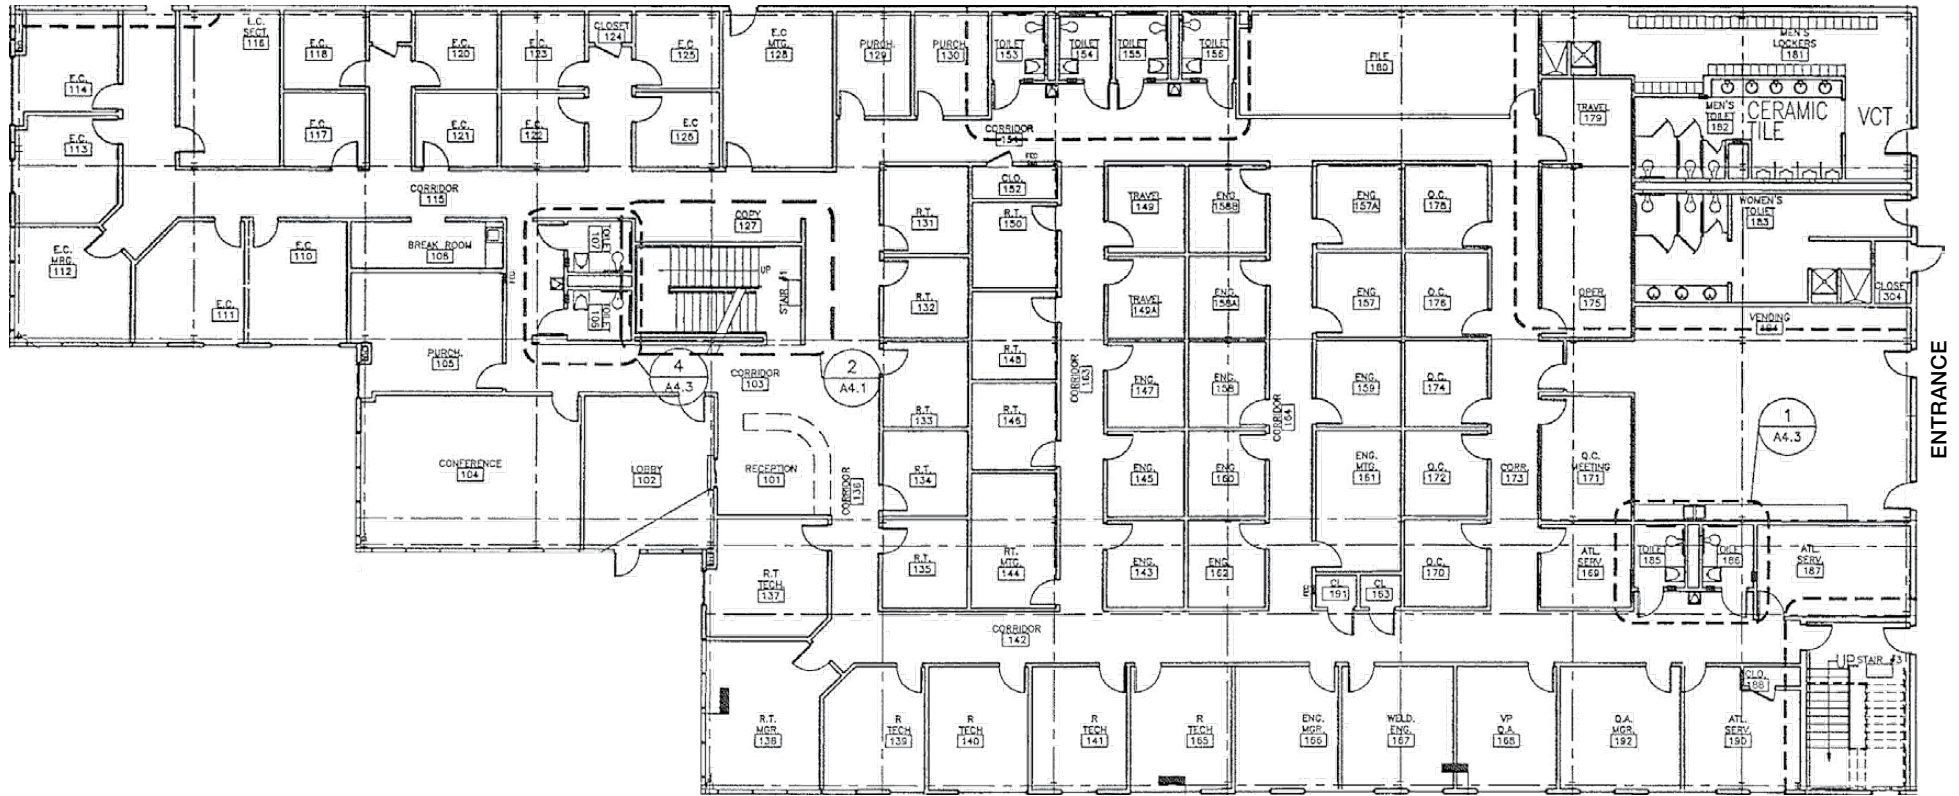 E.C.
114
E.C.
113
E.C.
SECT.
116
E.C.
118
E.C.
117
E.C.
120
E.C.
121
E.C.
123
E.C.
122
CLOSET
124
E.C.
125
E.C
126
E.C
MTG.
128
PURCH.
129
PURCH
130
TOILET
153
TOILET
154
TOILET
155
TOILET
156
FILE
180
MEN'S
LOCKERS
181
TRAVEL
179
MEN'S
TOILET
182
CERAMIC
TILE
VCT
CORRIDOR
151
FEC
CORRIDOR
115
CLO.
152
R.T.
131
R.T.
150
TRAVEL
149
ENG
158B
ENG
157A
Q.C.
178
WOMEN'S
TOILET
183
COPY
127
E.C.
MRG.
112
E.C.
111
E.C
110
BREAK ROOM
108
TOILET
107
TOILET
106
FEC
UP
STAIR #1
R.T.
132
TRAVEL
149A
ENG
158A
ENG
157
Q.C.
176
OPER.
175
CLOSET
304
VENDING
184
PURCH.
105
4
A4.3
CORRIDOR
103
2
A4.1
R.T.
133
R.T.
148
R.T.
146
CORRIDOR
163
ENG.
147
ENG
158
CORRIDOR
164
ENG
159
Q.C.
174
1
A4.3
ENTRANCE
CONFERENCE
104
LOBBY
102
RECEPTION
101
CORRIDOR
136
R.T.
134
ENG.
145
ENG
160
ENG.
MTG.
161
Q.C.
172
CORR.
173
Q.C.
MEETING
171
R.T
TECH.
137
R.T.
135
RT.
MTG.
144
ENG.
143
ENG.
162
FEC
CL
191
CL
163
Q.C.
170
ATL
SERV.
169
TOILET
185
TOILET
186
ATL.
SERV.
187
CORRIDOR
142
R.T.
MGR.
138
R
TECH
139
R
TECH
140
R
TECH
141
R
TECH
165
ENG.
MGR.
166
WELD.
ENG.
167
VP
Q.A.
168
Q.A.
MGR.
192
ATL.
SERV.
190
CLO.
188
UP
STAIR #3